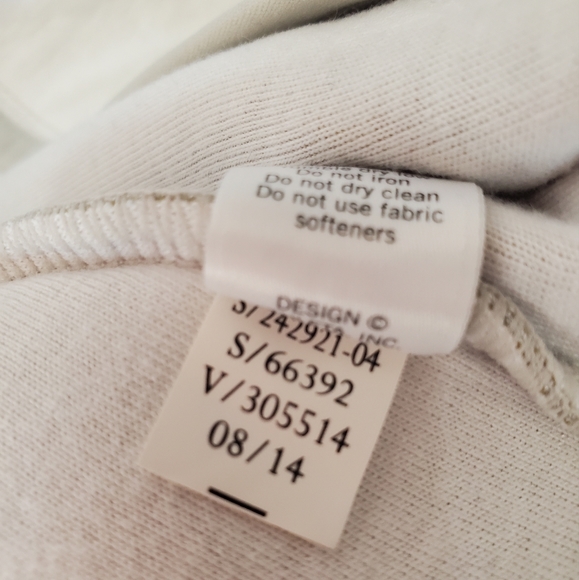 Do not iron
Do not dry clean
Do not use fabric
softeners
DESIGN ©
INC.
S/242921-04
S/66392
V/305514
08/14